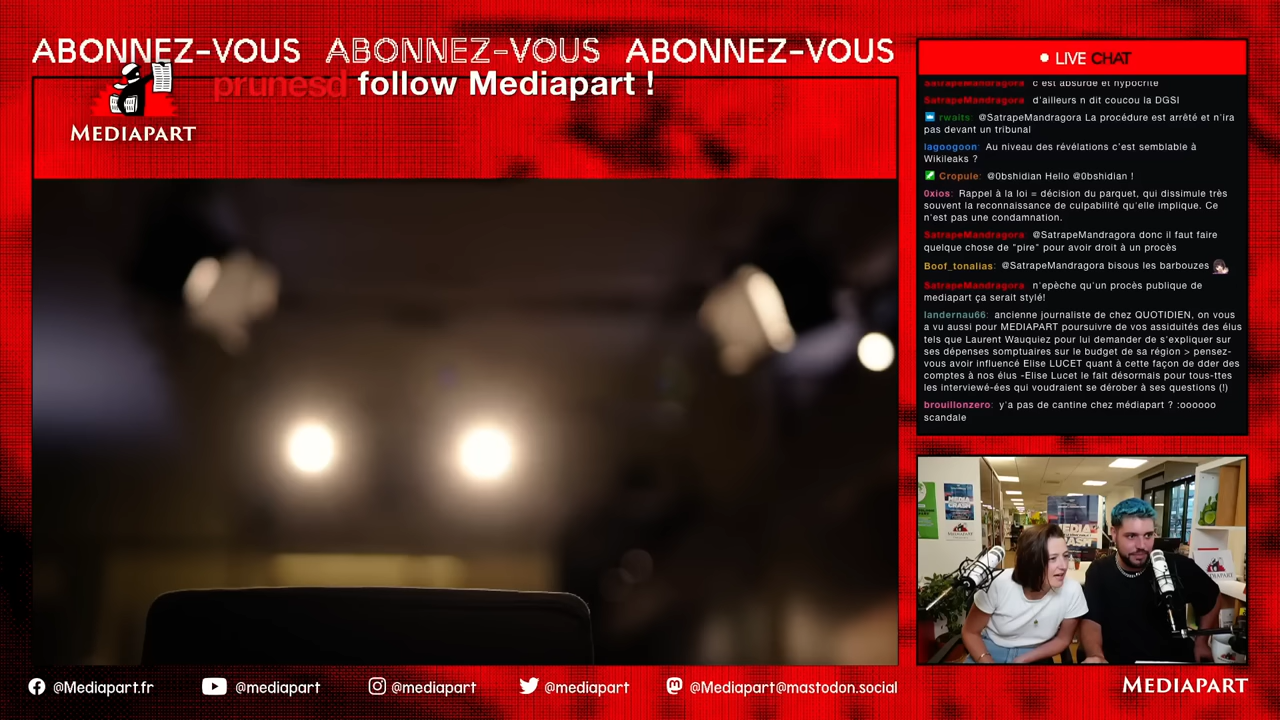 ABONNEZ-VOUS ABONNEZ-VOUS ABONNEZ-VOUS
prunesd follow Mediapart !
MEDIAPART
LIVE CHAT
SatrapeMandragora c'est absurde et hypocrite
SatrapeMandragora d'ailleurs n dit coucou la DGSI
rwaits: @SatrapeMandragora La procédure est arrêté et n'ira
pas devant un tribunal
lagoogoon: Au niveau des révélations c'est semblable à
Wikileaks ?
Cropule: @0bshidian Hello @0bshidian !
0xios: Rappel à la loi = décision du parquet, qui dissimule très
souvent la reconnaissance de culpabilité qu'elle implique. Ce
n'est pas une condamnation.
SatrapeMandragora @SatrapeMandragora donc il faut faire
quelque chose de "pire" pour avoir droit à un procès
Boof_tonalias: @SatrapeMandragora bisous les barbouzes
SatrapeMandragora n'epèche qu'un procès publique de
mediapart ça serait stylé!
landernau66: ancienne journaliste de chez QUOTIDIEN, on vous
a vu aussi pour MEDIAPART poursuivre de vos assiduités des élus
tels que Laurent Wauquiez pour lui demander de s'expliquer sur
ses dépenses somptuaires sur le budget de sa région > pensez-
vous avoir influencé Elise LUCET quant à cette façon de dder des
comptes à nos élus -Elise Lucet le fait désormais pour tous-ttes
les interviewé-ées qui voudraient se dérober à ses questions (!)
brouillonzero: y'a pas de cantine chez médiapart ? :oooooo
scandale
MEDIA
CRASH
@Mediapart.fr @mediapart @mediapart @mediapart @Mediapart@mastodon.social
MEDIAPART